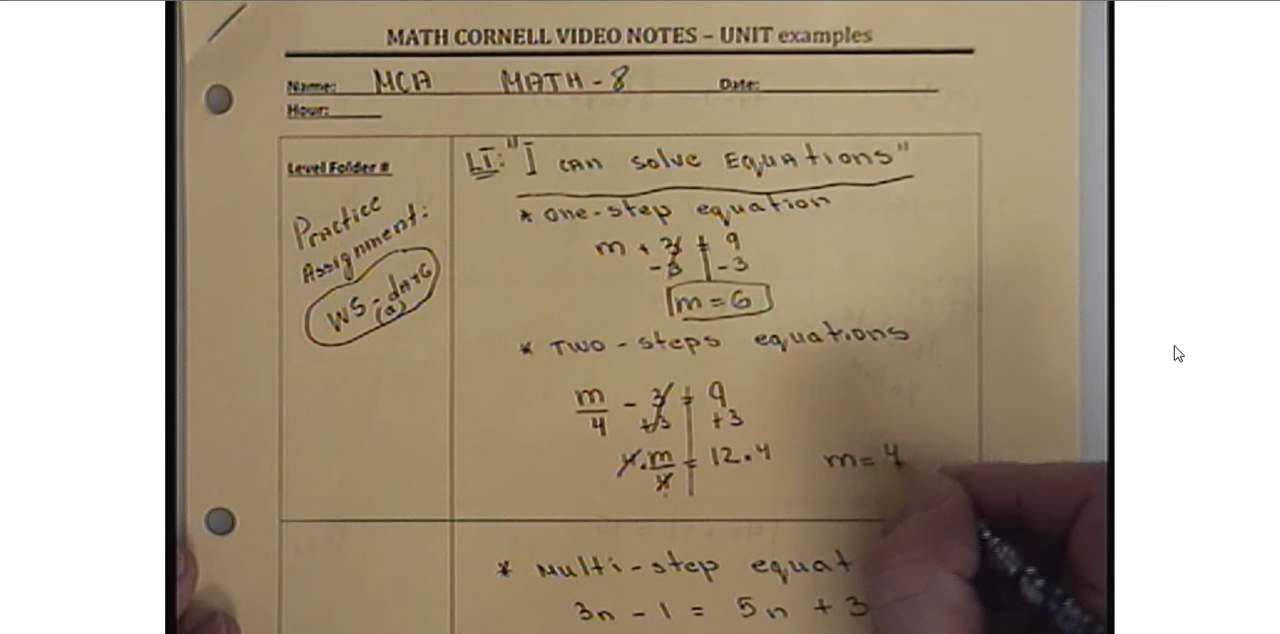 MATH CORNELL VIDEO NOTES – UNIT examples
Name: MCA MATH-8 Date:
Hour:
Level Folder #
Practice
Assignment:
WS - 
(a)
LI: "I CAN Solve EQUAtions"
* one-step equation
m + 3 = 9
-3 -3
m = 6
* Two-steps equations
m/4 - 3 = 9
+3 +3
4 . m/4 = 12 . 4 m = 4
* Multi-step equat
3n - 1 = 5n + 3